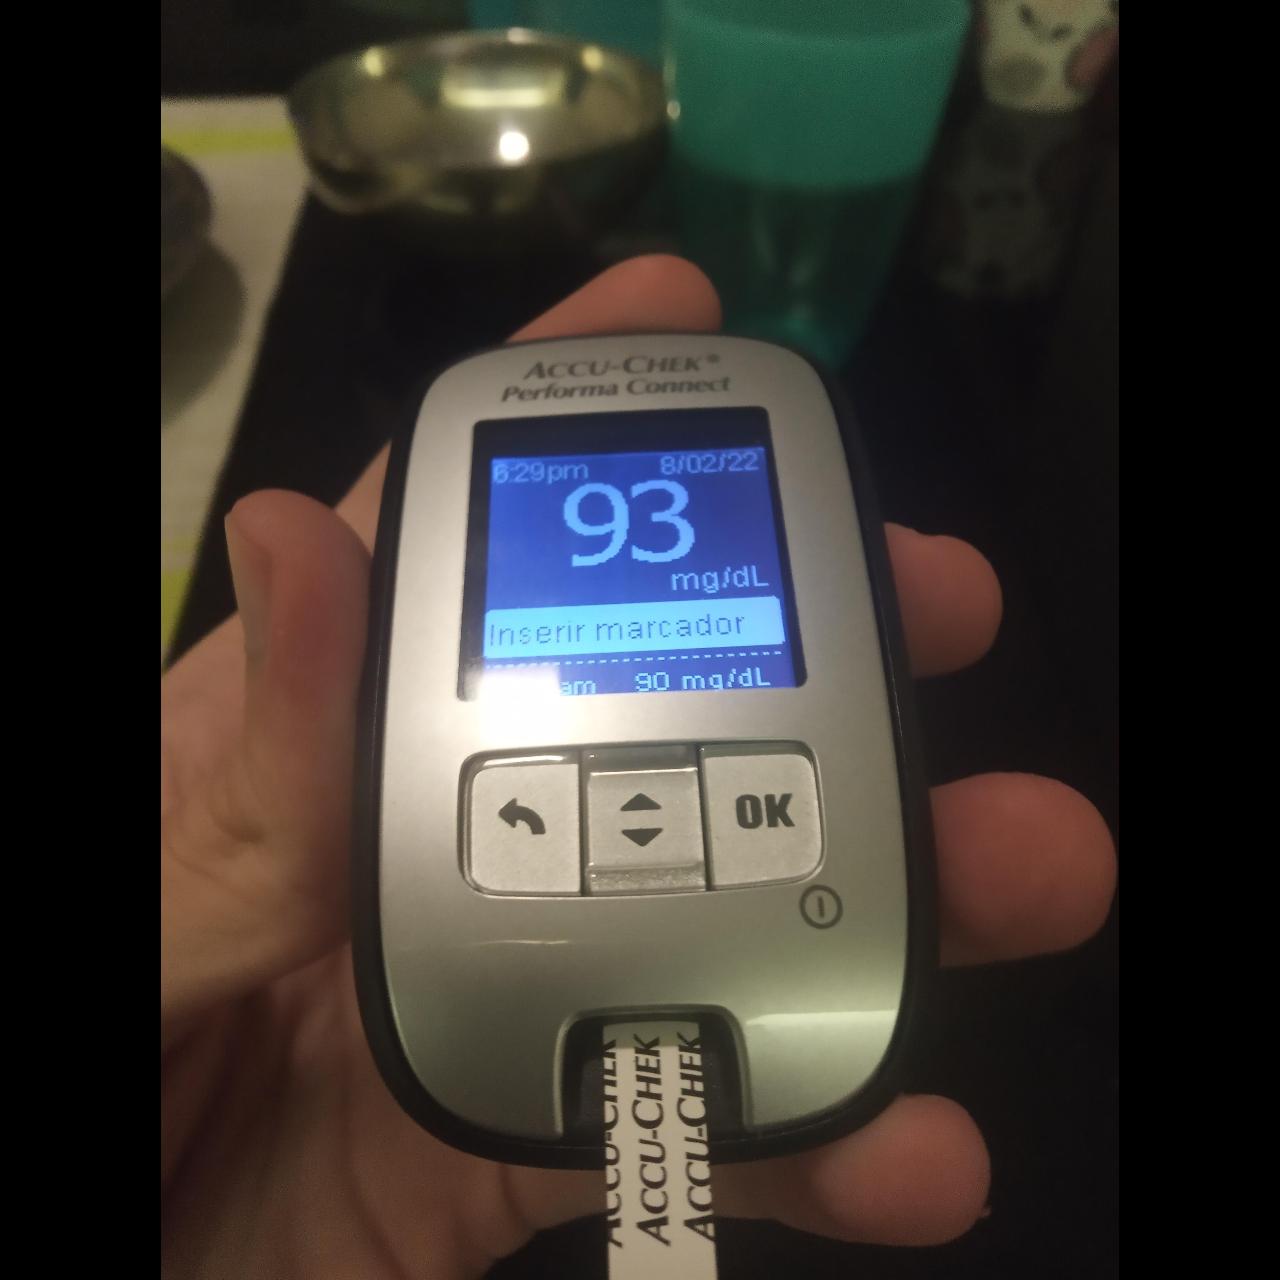 ACCU-CHEK®
Performa Connect
6:29pm 8/02/22
93
mg/dL
Inserir marcador
am 90 mg/dL
OK
ACCU-CHEK
ACCU-CHEK
ACCU-CHEK